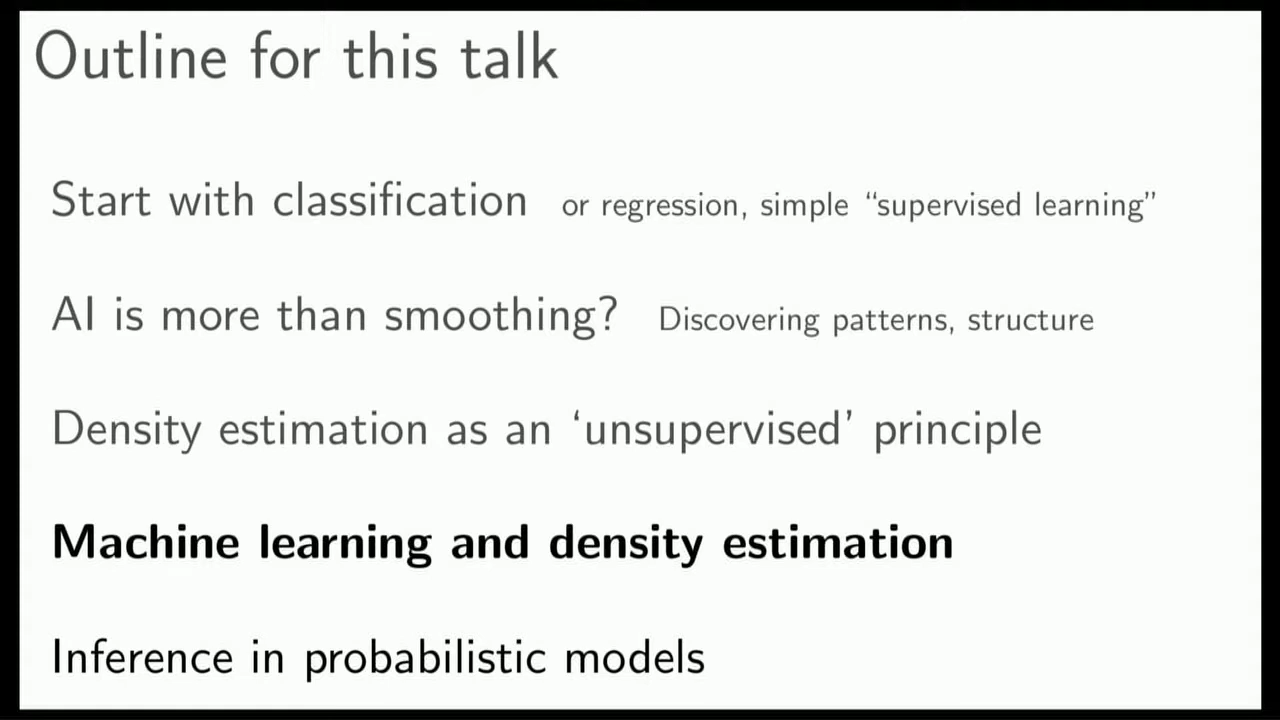 Outline for this talk
Start with classification or regression, simple “supervised learning”
AI is more than smoothing? Discovering patterns, structure
Density estimation as an ‘unsupervised’ principle
Machine learning and density estimation
Inference in probabilistic models